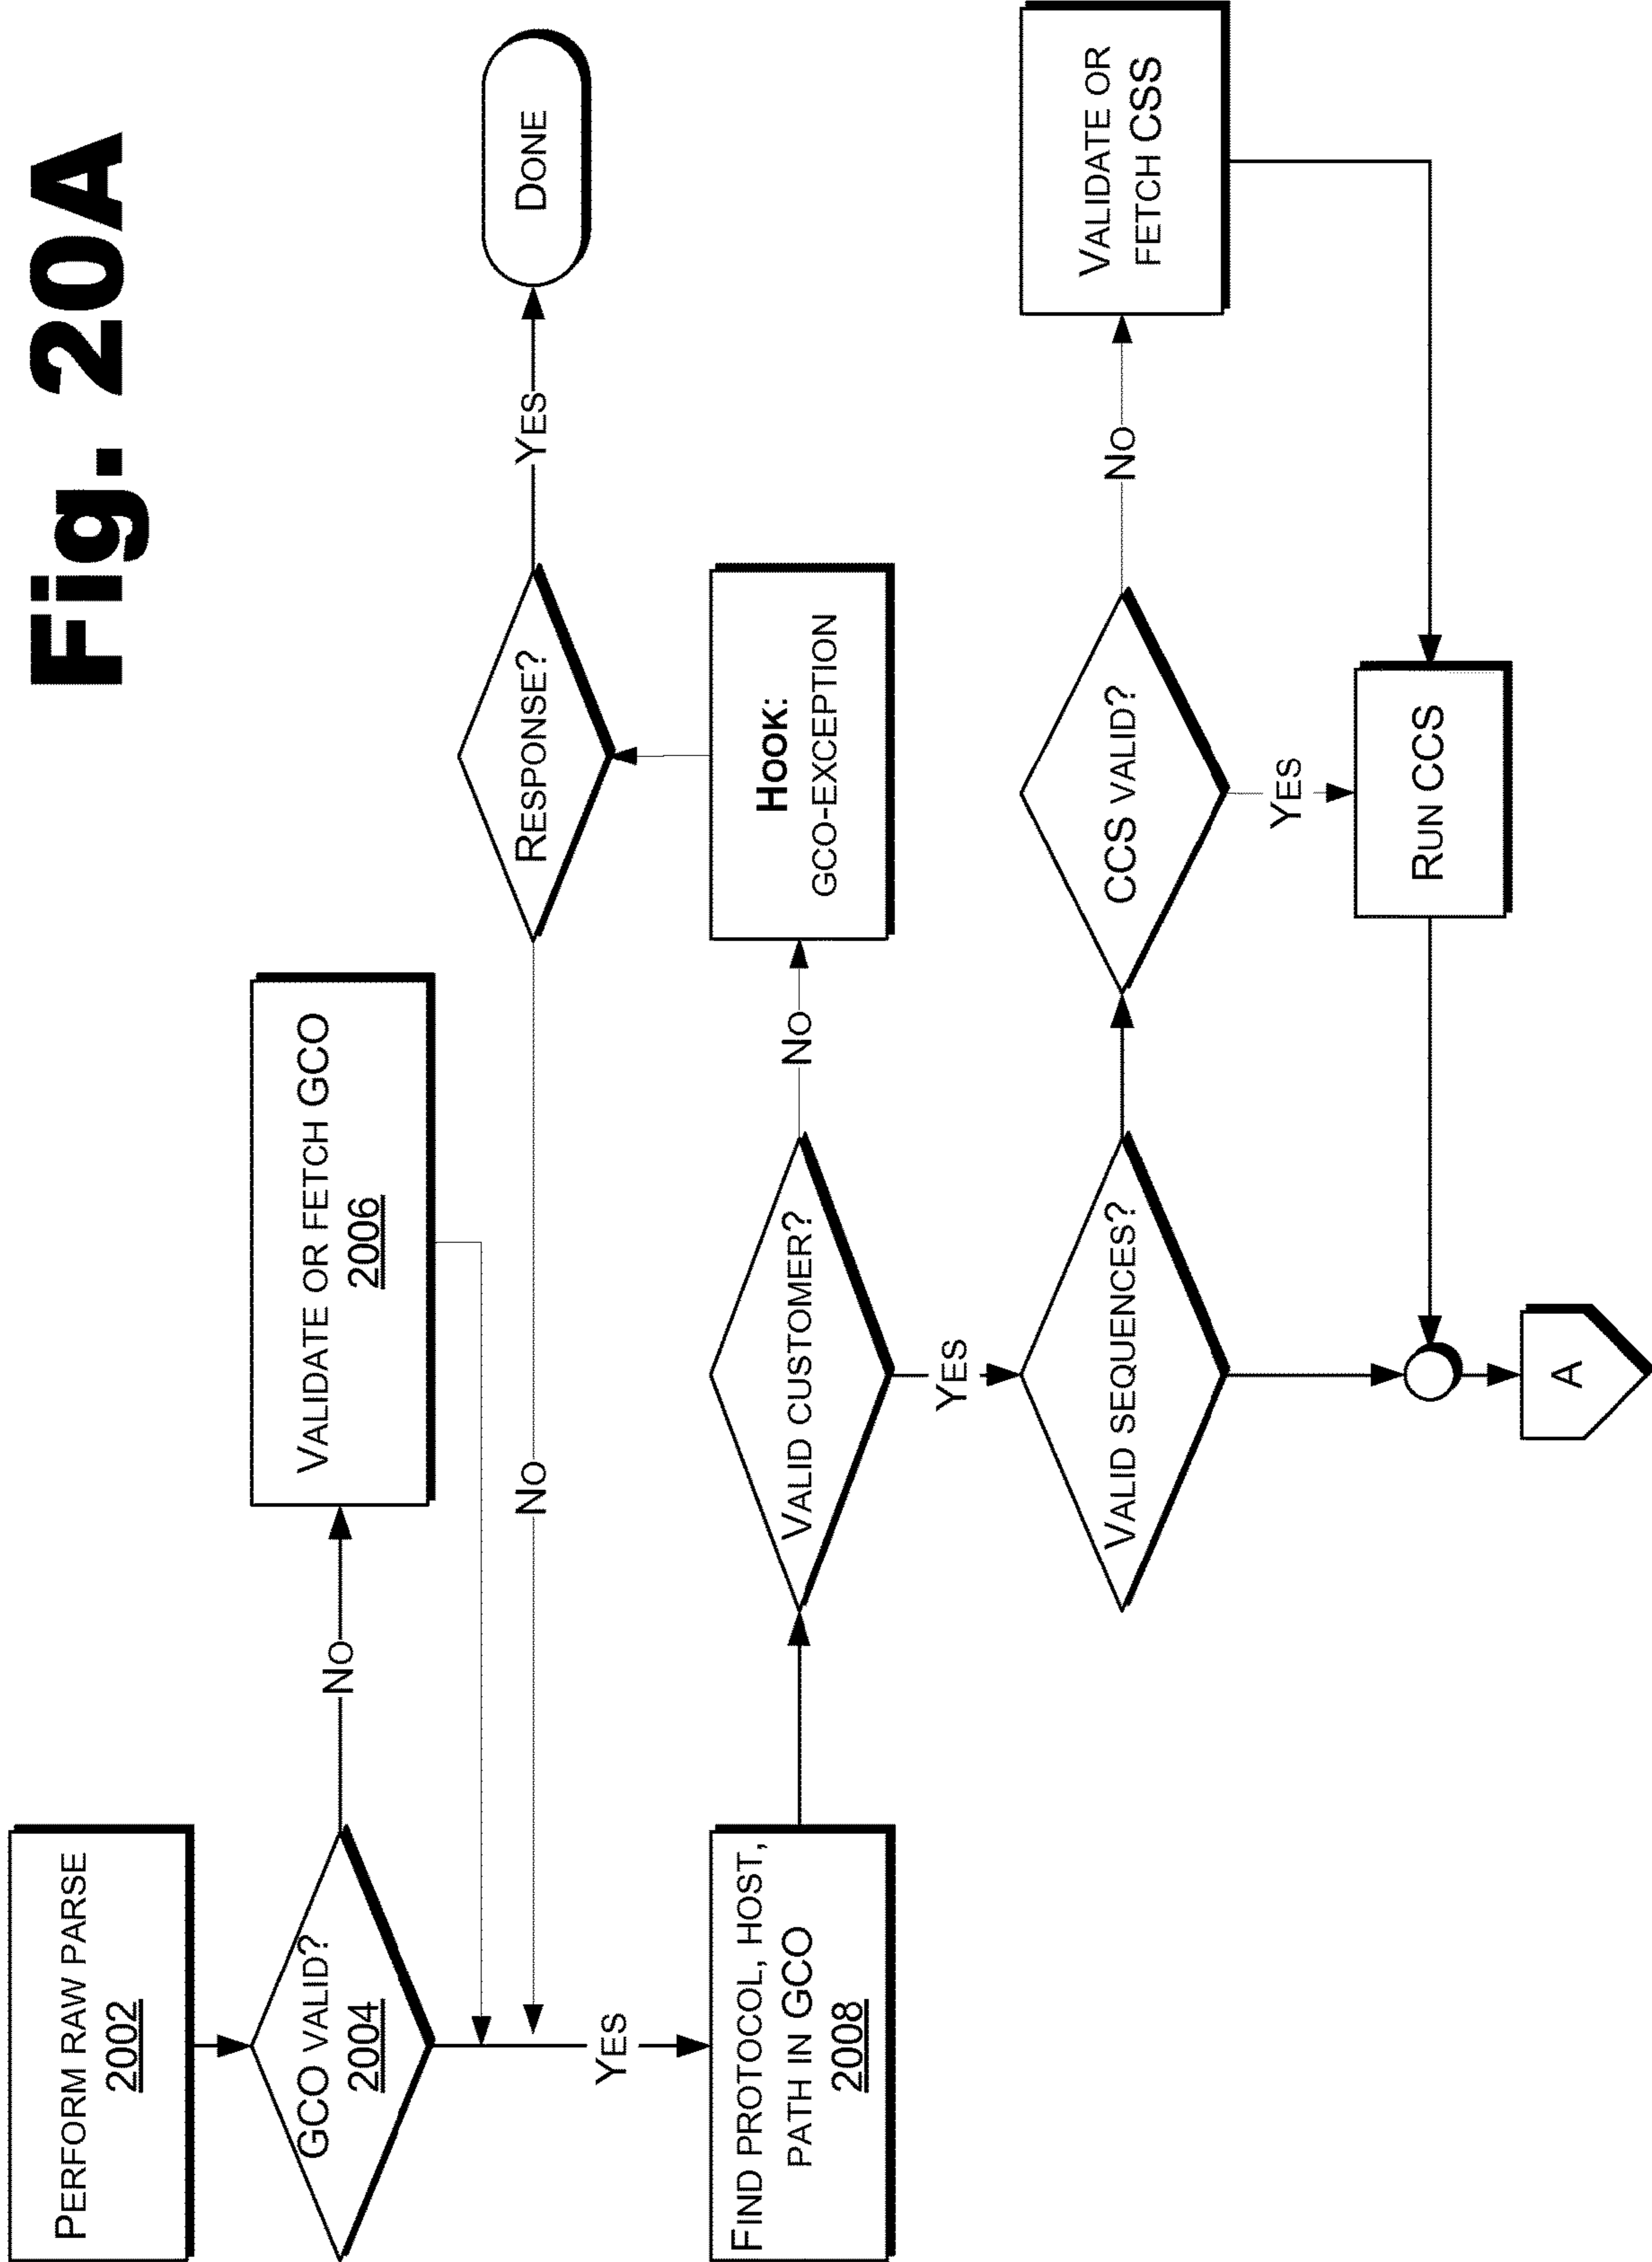 Fig. 20A
PERFORM RAW PARSE
2002
GCO VALID?
2004
NO
VALIDATE OR FETCH GCO
2006
YES
NO
RESPONSE?
YES
DONE
FIND PROTOCOL, HOST,
PATH IN GCO
2008
VALID CUSTOMER?
NO
HOOK:
GCO-EXCEPTION
YES
VALID SEQUENCES?
CCS VALID?
NO
VALIDATE OR
FETCH CSS
YES
RUN CCS
A